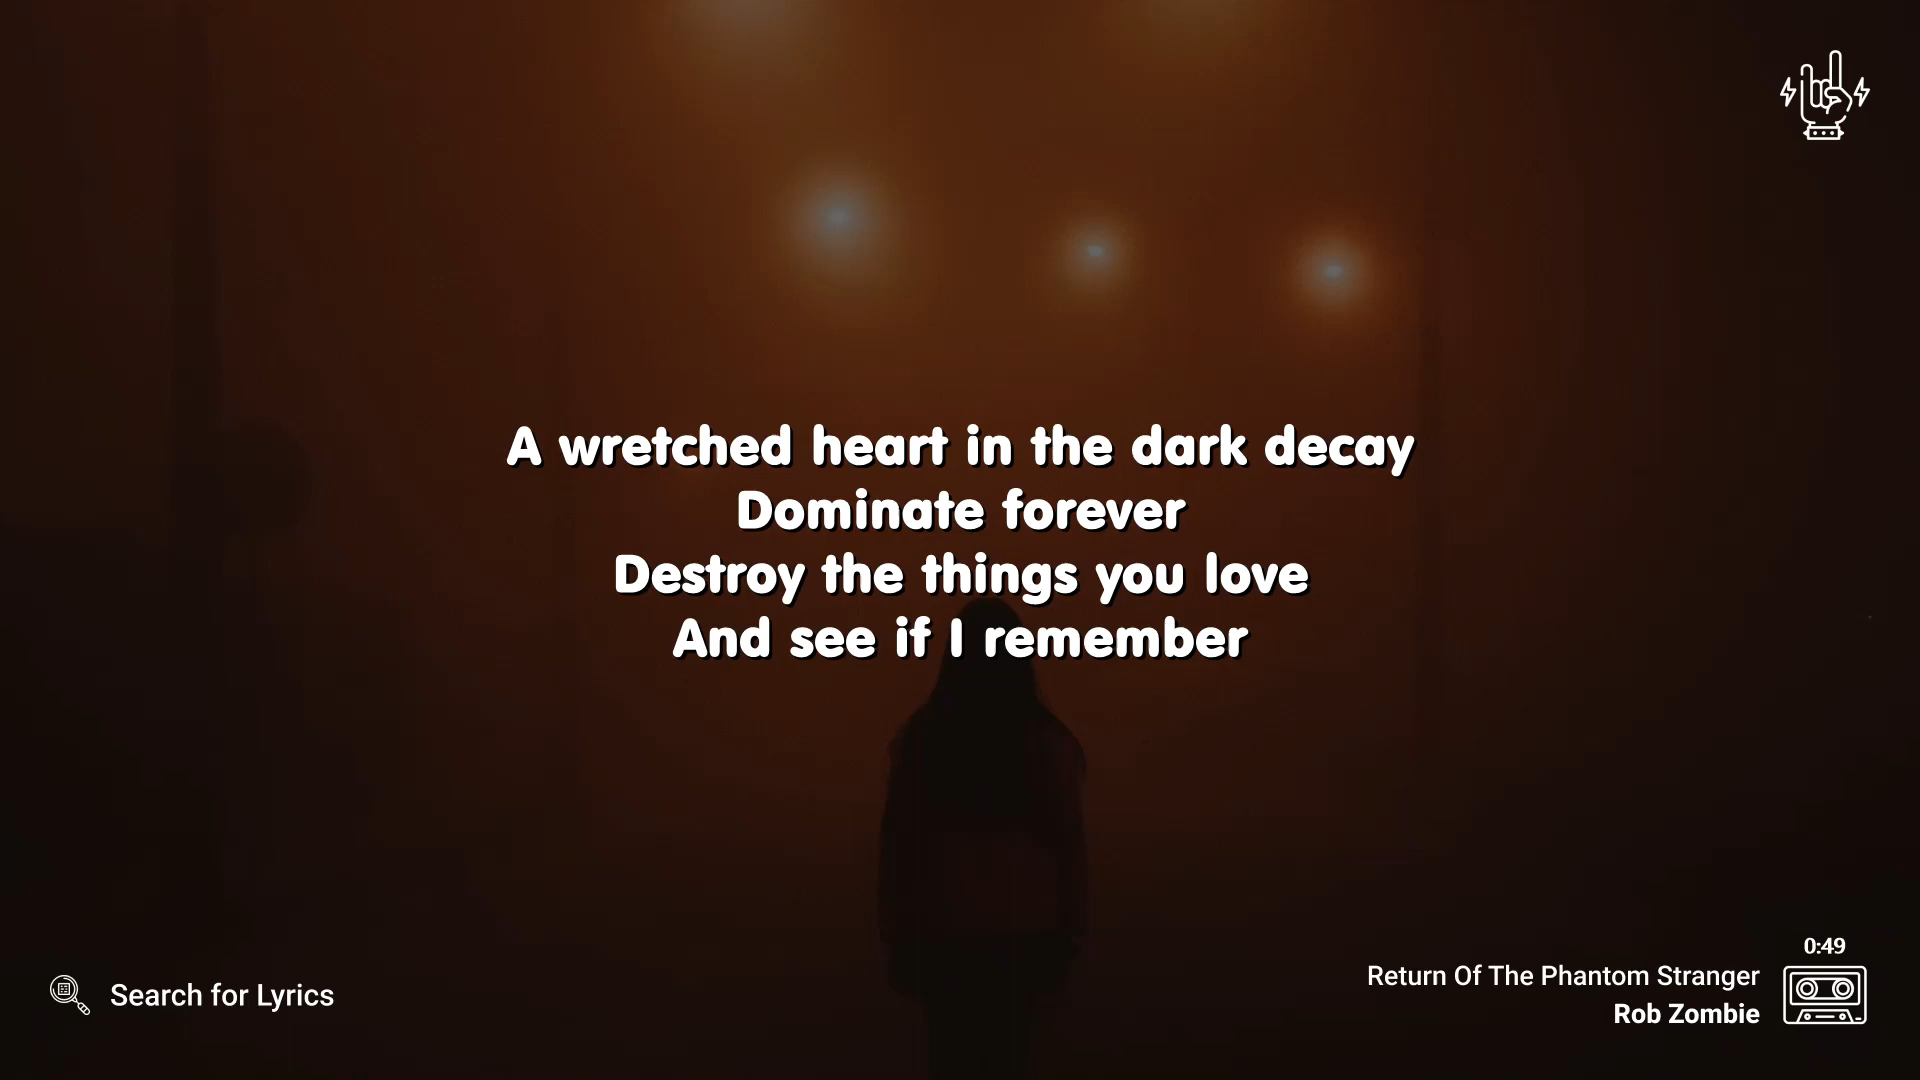 A wretched heart in the dark decay
Dominate forever
Destroy the things you love
And see if I remember
0:49
Return Of The Phantom Stranger
Rob Zombie
Search for Lyrics